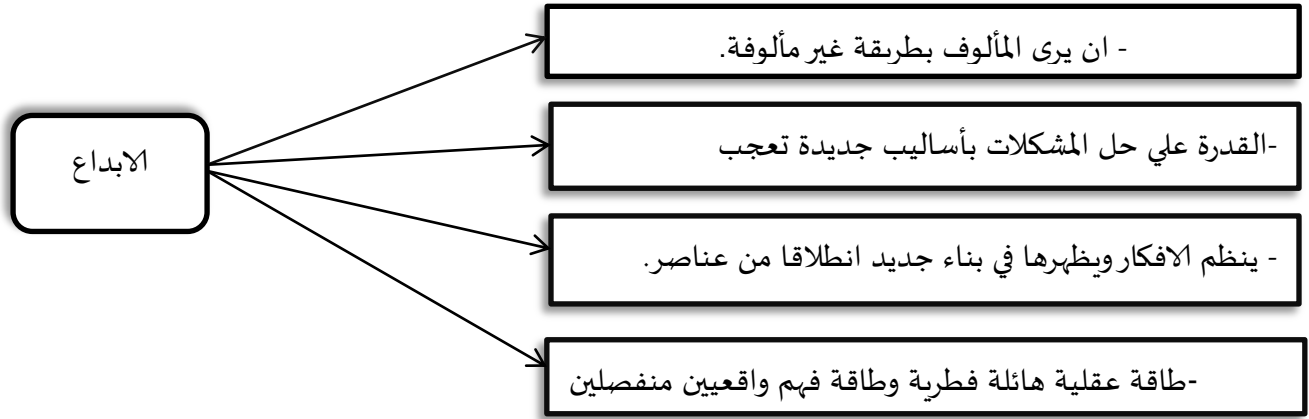 - ان يرى المألوف بطريقة غير مألوفة.
الابداع
-القدرة علي حل المشكلات بأساليب جديدة تعجب
- ينظم الافكار ويظهرها في بناء جديد انطلاقا من عناصر.
-طاقة عقلية هائلة فطرية وطاقة فهم واقعيين منفصلين